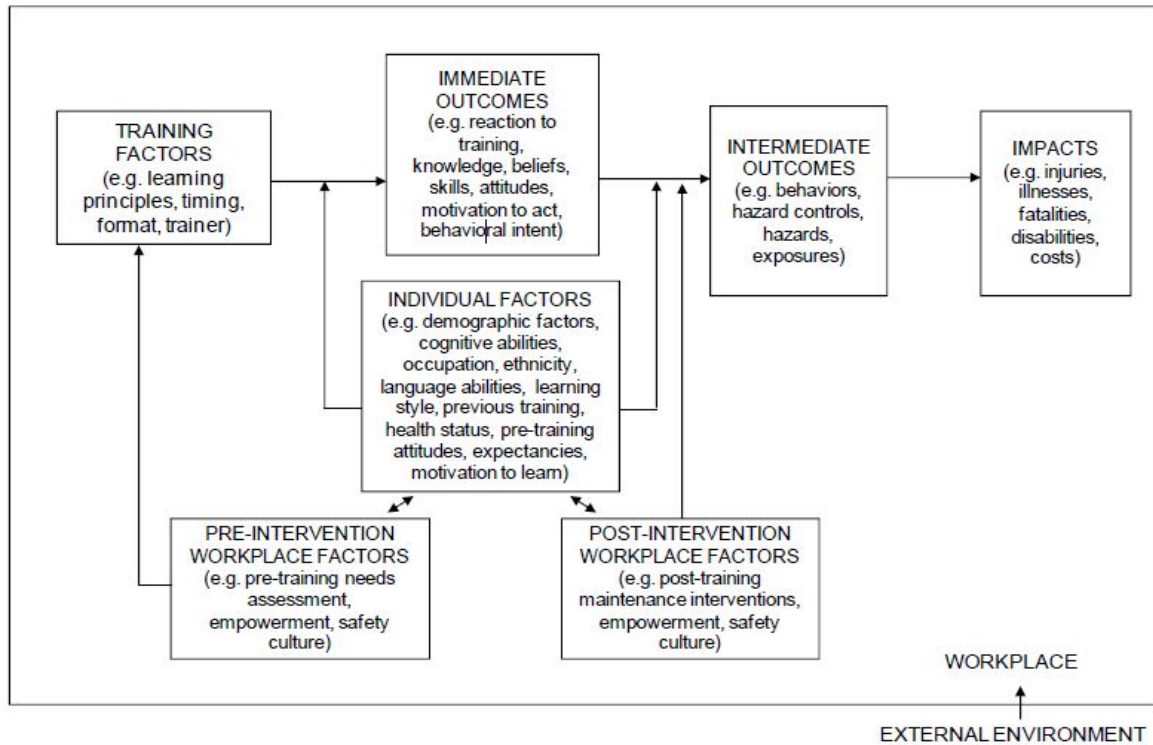 TRAINING
FACTORS
(e.g. learning
principles, timing,
format, trainer)
IMMEDIATE
OUTCOMES
(e.g. reaction to
training,
knowledge, beliefs,
skills, attitudes,
motivation to act,
behavioral intent)
INTERMEDIATE
OUTCOMES
(e.g. behaviors,
hazard controls,
hazards,
exposures)
IMPACTS
(e.g. injuries,
illnesses,
fatalities,
disabilities,
costs)
INDIVIDUAL FACTORS
(e.g. demographic factors,
cognitive abilities,
occupation, ethnicity,
language abilities, learning
style, previous training,
health status, pre-training
attitudes, expectancies,
motivation to learn)
PRE-INTERVENTION
WORKPLACE FACTORS
(e.g. pre-training needs
assessment,
empowerment, safety
culture)
POST-INTERVENTION
WORKPLACE FACTORS
(e.g. post-training
maintenance interventions,
empowerment, safety
culture)
WORKPLACE
EXTERNAL ENVIRONMENT